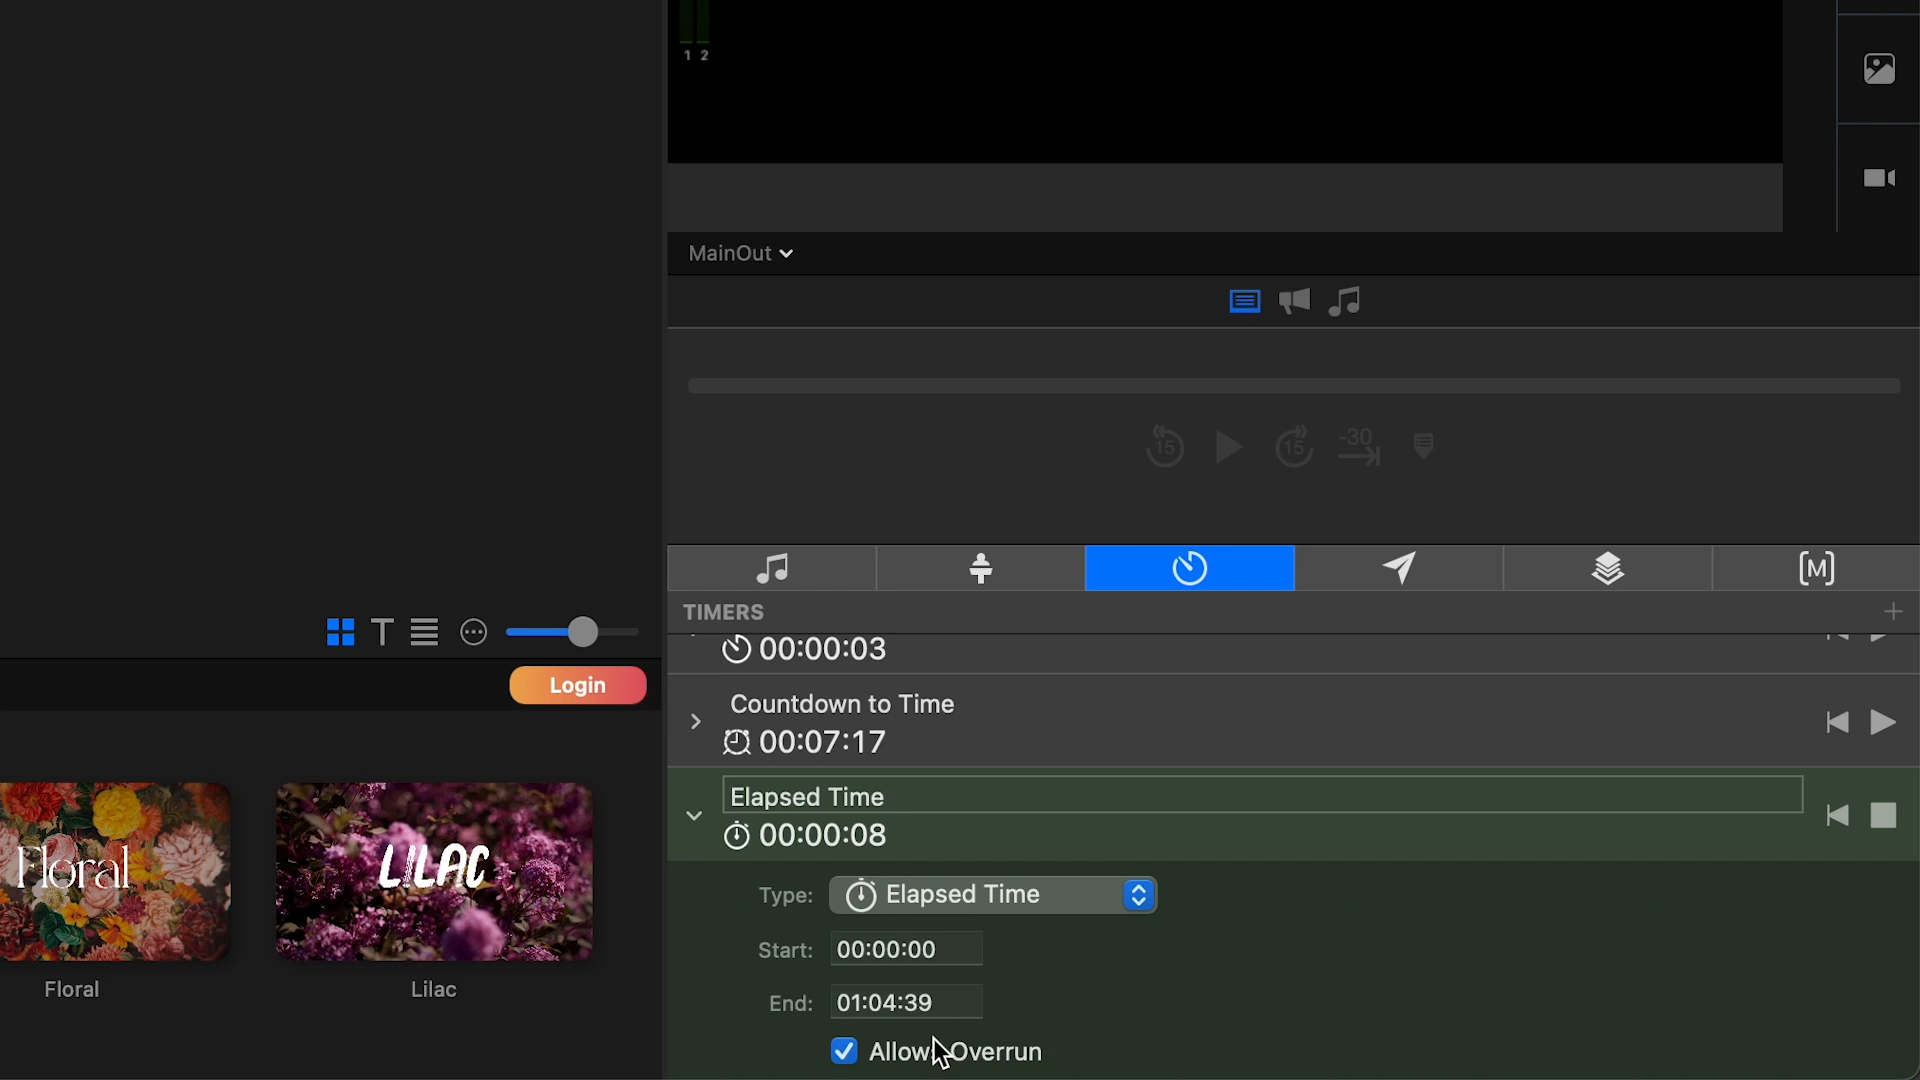 1 2
MainOut
15
15
-30
[M]
TIMERS
00:00:03
Countdown to Time
00:07:17
Elapsed Time
00:00:08
Type: Elapsed Time
Start: 00:00:00
End: 01:04:39
Allows Overrun
T
Login
Floral
LILAC
Floral
Lilac